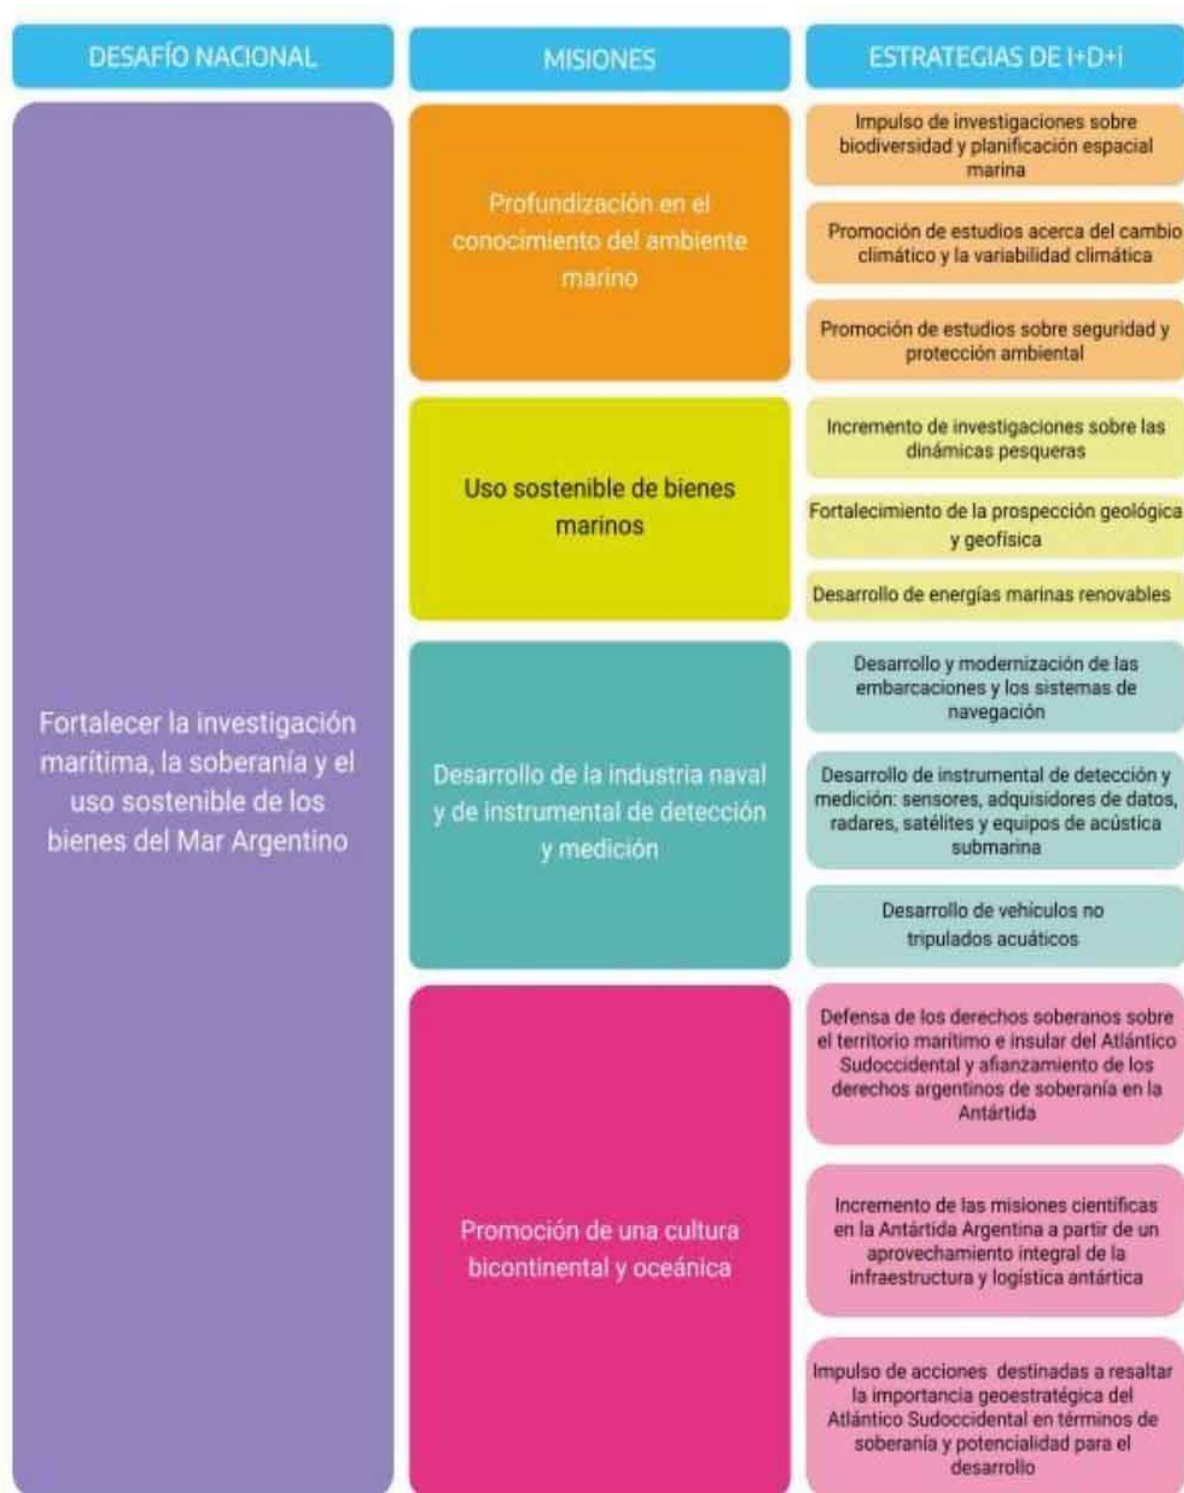 DESAFÍO NACIONAL
MISIONES
ESTRATEGIAS DE I+D+i
Fortalecer la investigación
marítima, la soberanía y el
uso sostenible de los
bienes del Mar Argentino
Profundización en el
conocimiento del ambiente
marino
Impulso de investigaciones sobre
biodiversidad y planificación espacial
marina
Promoción de estudios acerca del cambio
climático y la variabilidad climática
Promoción de estudios sobre seguridad y
protección ambiental
Uso sostenible de bienes
marinos
Incremento de investigaciones sobre las
dinámicas pesqueras
Fortalecimiento de la prospección geológica
y geofísica
Desarrollo de energías marinas renovables
Desarrollo de la industria naval
y de instrumental de detección
y medición
Desarrollo y modernización de las
embarcaciones y los sistemas de
navegación
Desarrollo de instrumental de detección y
medición: sensores, adquisidores de datos,
radares, satélites y equipos de acústica
submarina
Desarrollo de vehículos no
tripulados acuáticos
Promoción de una cultura
bicontinental y oceánica
Defensa de los derechos soberanos sobre
el territorio marítimo e insular del Atlántico
Sudoccidental y afianzamiento de los
derechos argentinos de soberanía en la
Antártida
Incremento de las misiones científicas
en la Antártida Argentina a partir de un
aprovechamiento integral de la
infraestructura y logística antártica
Impulso de acciones destinadas a resaltar
la importancia geoestratégica del
Atlántico Sudoccidental en términos de
soberanía y potencialidad para el
desarrollo